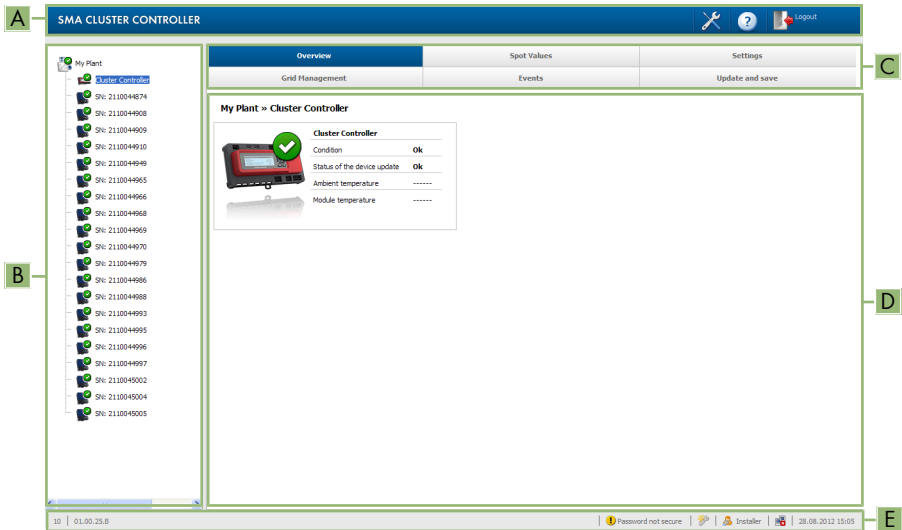 A
SMA CLUSTER CONTROLLER
?
Logout
My Plant
Cluster Controller
SN: 2110044874
SN: 2110044908
SN: 2110044909
SN: 2110044910
SN: 2110044949
SN: 2110044965
SN: 2110044966
SN: 2110044968
SN: 2110044969
SN: 2110044970
SN: 2110044979
SN: 2110044986
SN: 2110044988
SN: 2110044993
SN: 2110044995
SN: 2110044996
SN: 2110044997
SN: 2110045002
SN: 2110045004
SN: 2110045005
B
Overview
Spot Values
Settings
Grid Management
Events
Update and save
C
My Plant » Cluster Controller
Cluster Controller
Condition Ok
Status of the device update Ok
Ambient temperature ------
Module temperature ------
D
10 | 01.00.25.B
! Password not secure | | Installer | | 28.08.2012 15:05
E